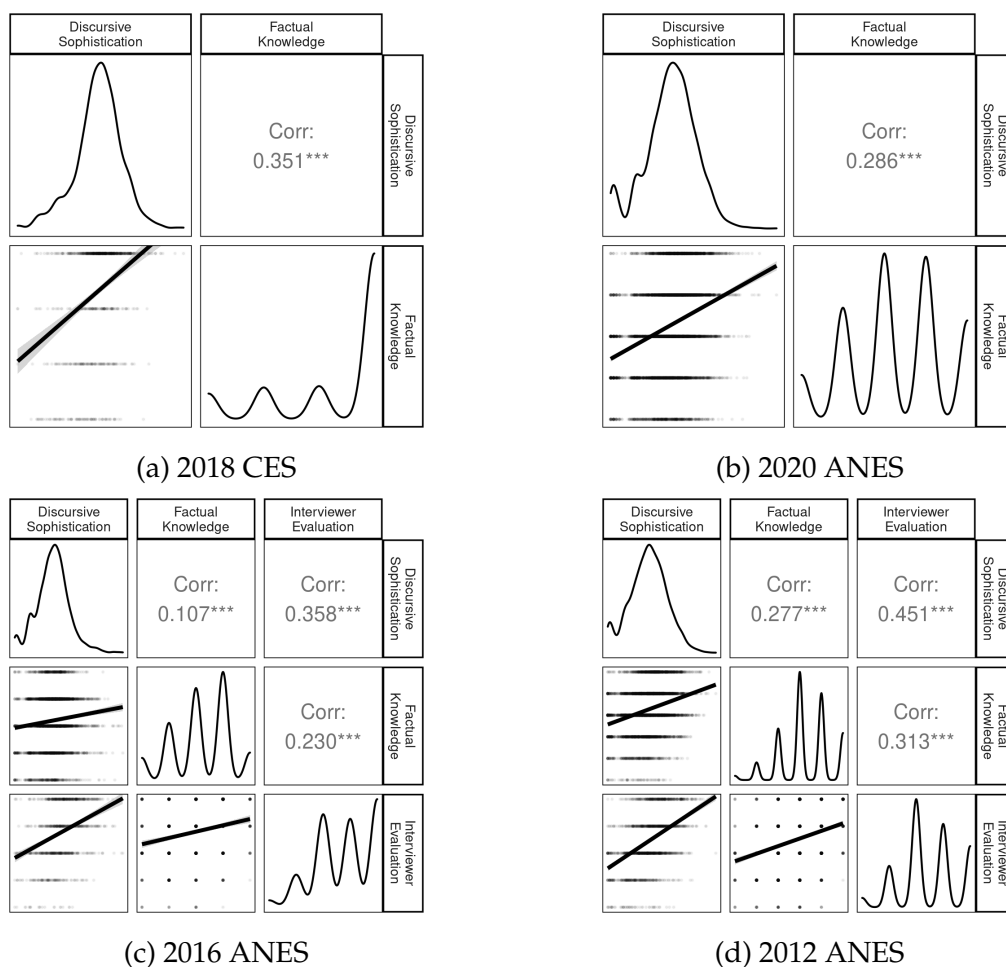 Discursive
Sophistication
Factual
Knowledge
Corr:
0.351***
Discursive
Sophistication
Factual
Knowledge
(a) 2018 CES
Discursive
Sophistication
Factual
Knowledge
Corr:
0.286***
Discursive
Sophistication
Factual
Knowledge
(b) 2020 ANES
Discursive
Sophistication
Factual
Knowledge
Interviewer
Evaluation
Corr:
0.107***
Corr:
0.358***
Discursive
Sophistication
Corr:
0.230***
Factual
Knowledge
Interviewer
Evaluation
(c) 2016 ANES
Discursive
Sophistication
Factual
Knowledge
Interviewer
Evaluation
Corr:
0.277***
Corr:
0.451***
Discursive
Sophistication
Corr:
0.313***
Factual
Knowledge
Interviewer
Evaluation
(d) 2012 ANES